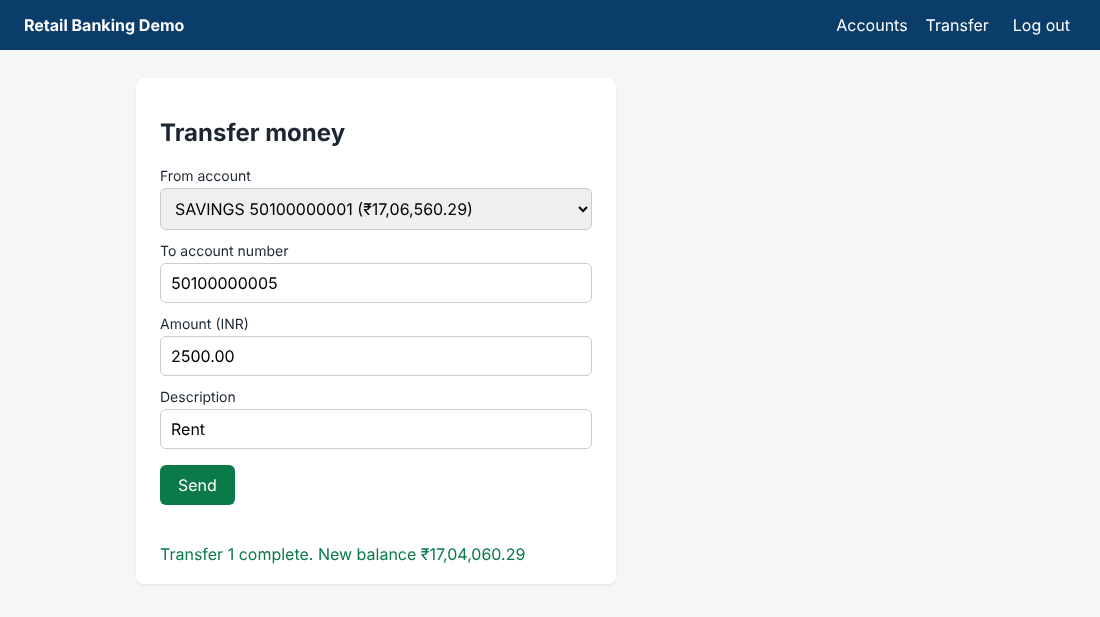 Retail Banking Demo
Accounts Transfer Log out
Transfer money
From account
SAVINGS 50100000001 (₹17,06,560.29)
To account number
50100000005
Amount (INR)
2500.00
Description
Rent
Send
Transfer 1 complete. New balance ₹17,04,060.29